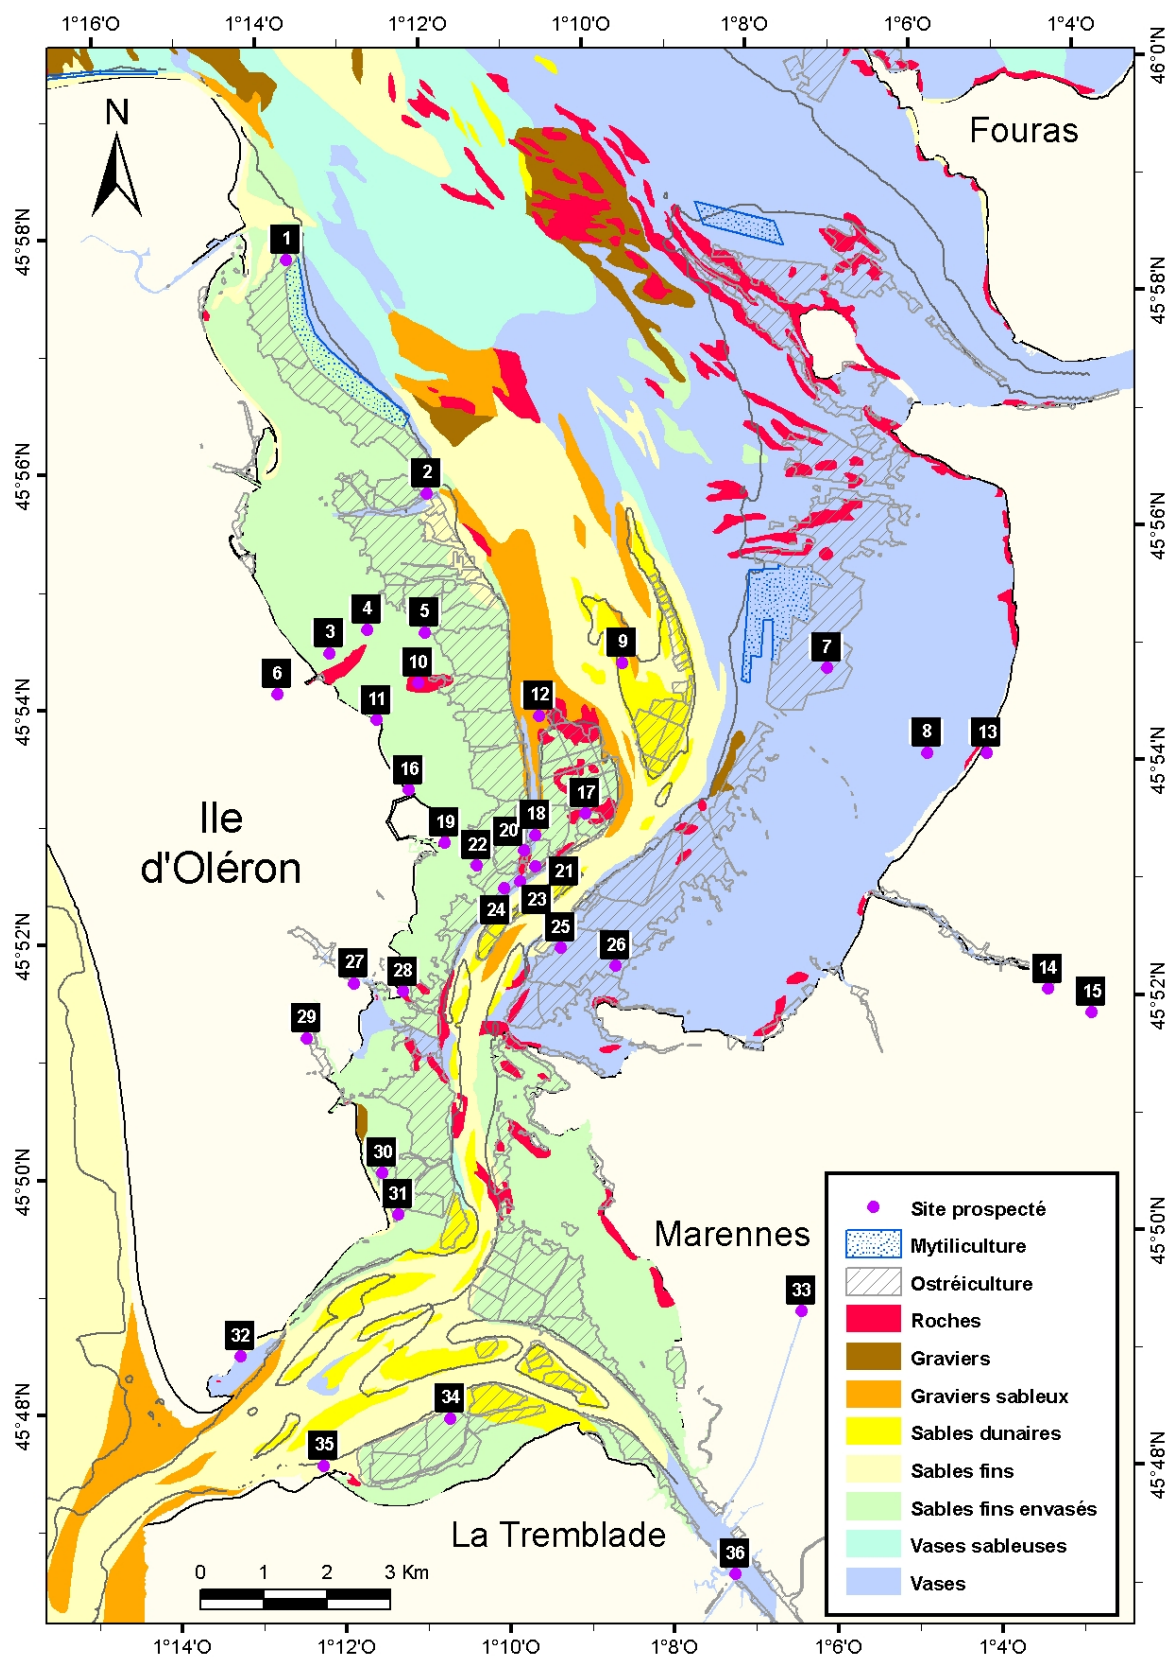 1°16'O 1°14'O 1°12'O 1°10'O 1°8'O 1°6'O 1°4'O
46°0'N
N
Fouras
1
45°58'N
45°58'N
2
45°56'N
45°56'N
4
5
3
9
7
10
6
11
12
45°54'N
8
13
45°54'N
16
17
Ile
d'Oléron
19
18
20
22
21
23
24
25
26
45°52'N
27
28
14
45°52'N
15
29
30
45°50'N
31
45°50'N
Marennes
33
32
34
45°48'N
35
45°48'N
La Tremblade
36
0 1 2 3 Km
Site prospecté
Mytiliculture
Ostréiculture
Roches
Graviers
Graviers sableux
Sables dunaires
Sables fins
Sables fins envasés
Vases sableuses
Vases
1°14'O 1°12'O 1°10'O 1°8'O 1°6'O 1°4'O